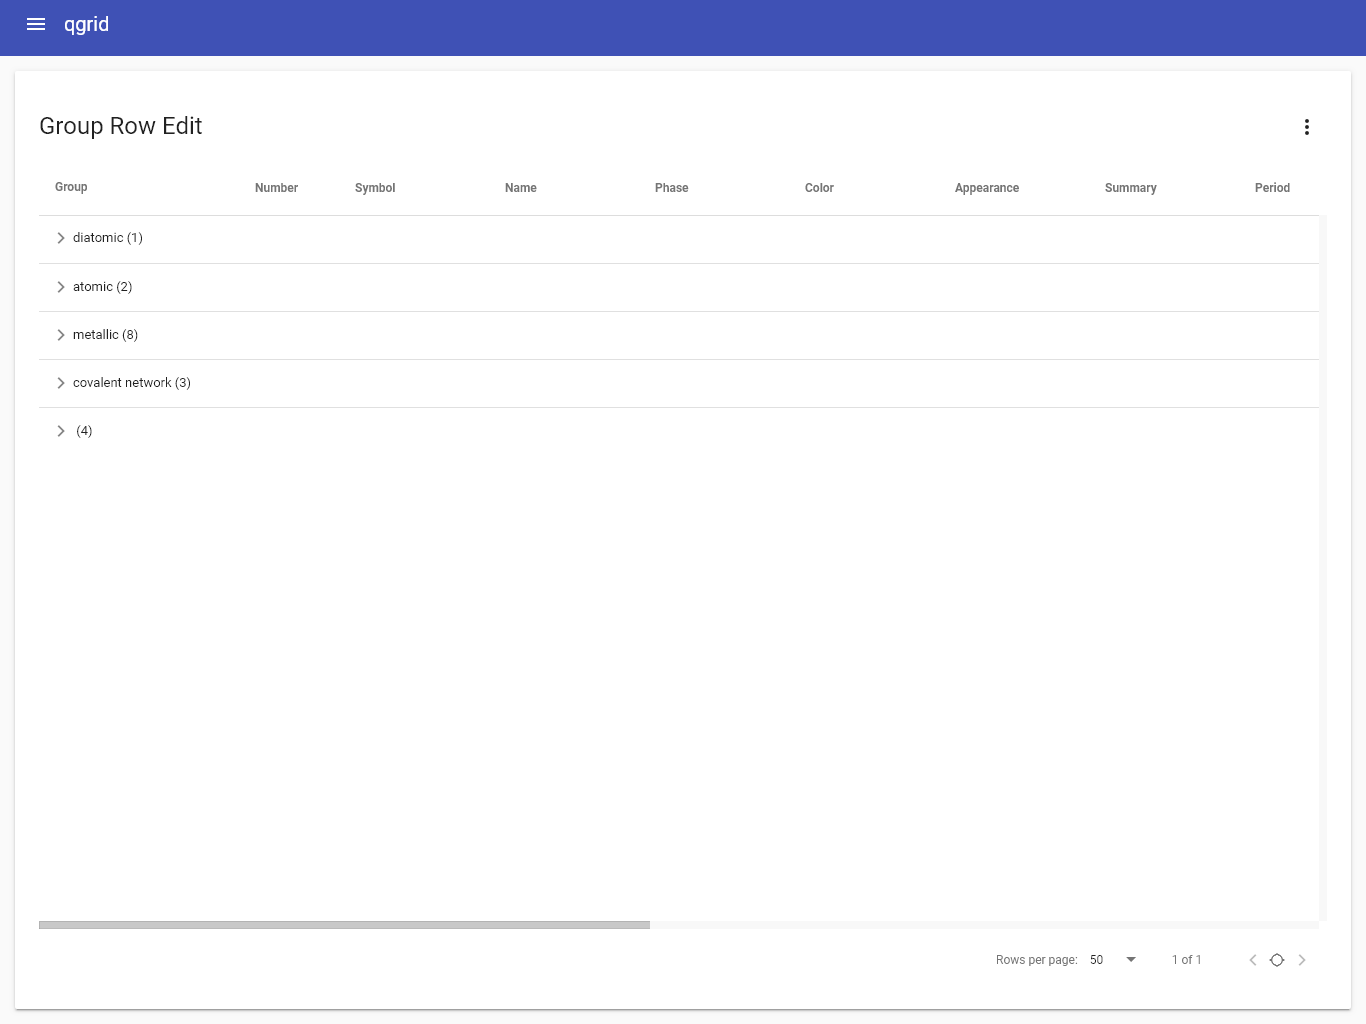 qgrid
Group Row Edit
Group Number Symbol Name Phase Color Appearance Summary Period
diatomic (1)
atomic (2)
metallic (8)
covalent network (3)
(4)
Rows per page: 50 1 of 1